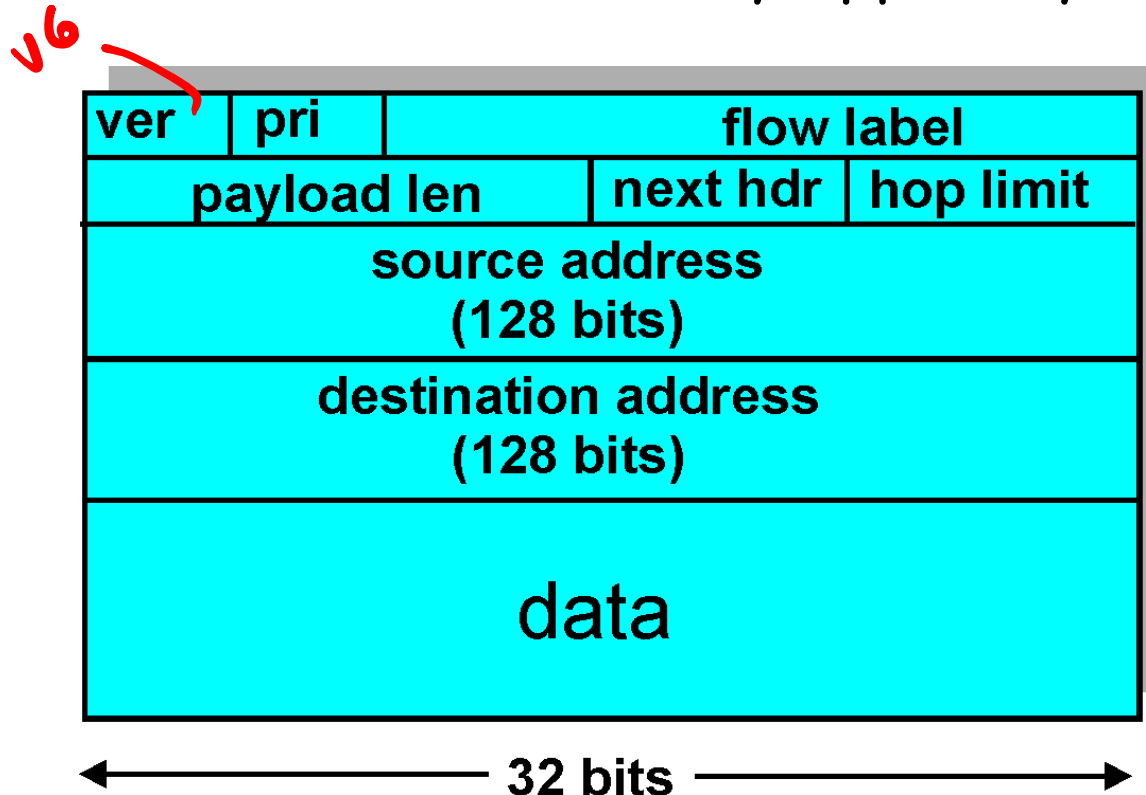 v6
ver pri flow label
payload len next hdr hop limit
source address
(128 bits)
destination address
(128 bits)
data
32 bits